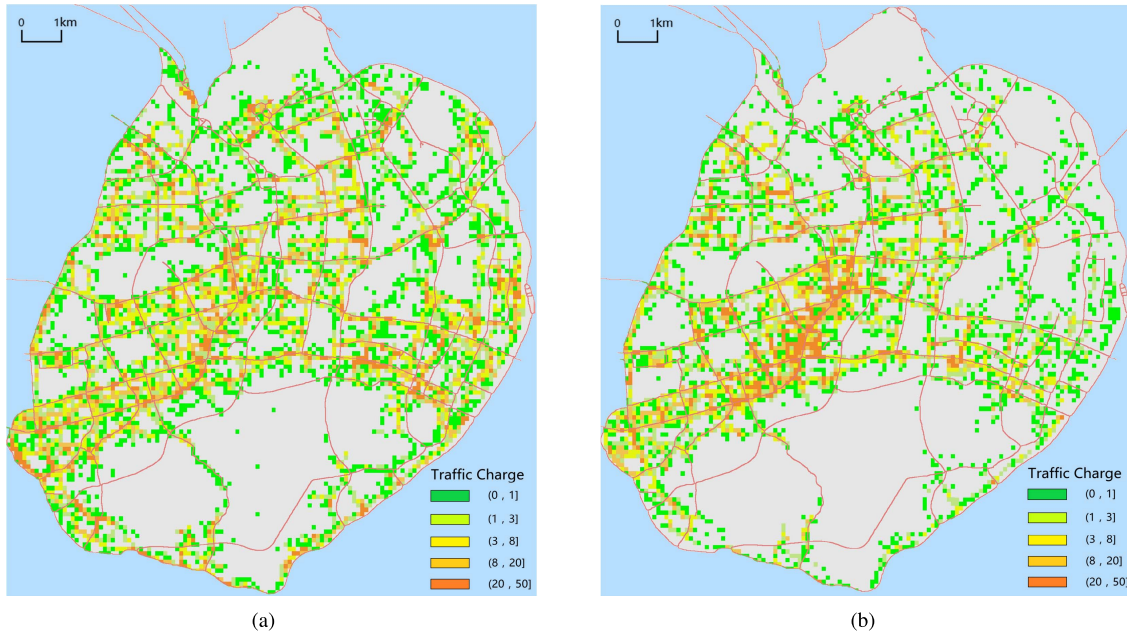 0 1km
Traffic Charge
(0 , 1]
(1 , 3]
(3 , 8]
(8 , 20]
(20 , 50]
(a)
0 1km
Traffic Charge
(0 , 1]
(1 , 3]
(3 , 8]
(8 , 20]
(20 , 50]
(b)